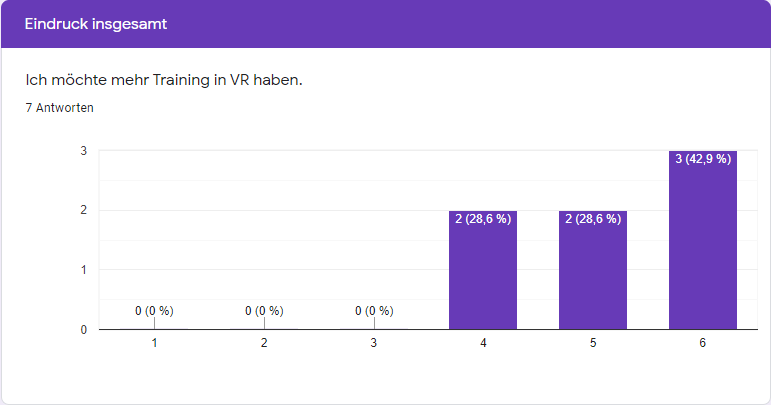 Eindruck insgesamt
Ich möchte mehr Training in VR haben.
7 Antworten
3
2
1
0
0 (0 %) 0 (0 %) 0 (0 %) 2 (28,6 %) 2 (28,6 %) 3 (42,9 %)
1 2 3 4 5 6